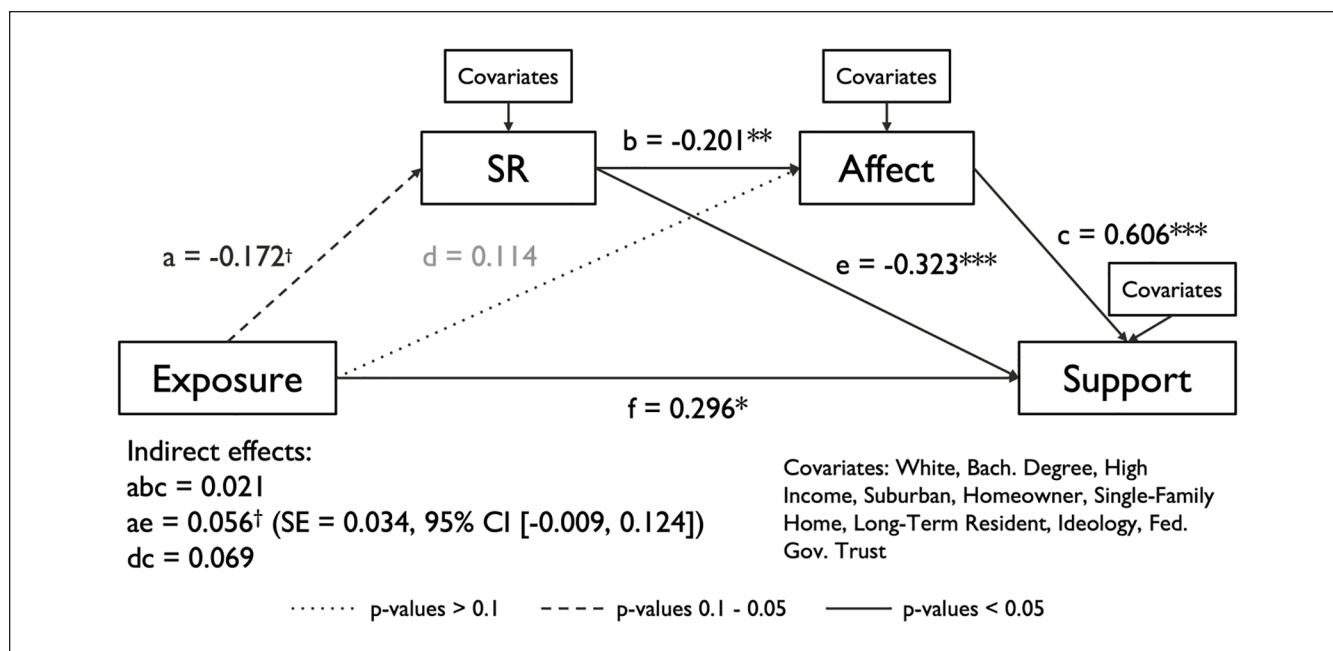 Covariates
Covariates
SR
b = -0.201**
Affect
a = -0.172†
d = 0.114
e = -0.323***
c = 0.606***
Covariates
Exposure
f = 0.296*
Support
Indirect effects:
abc = 0.021
ae = 0.056† (SE = 0.034, 95% CI [-0.009, 0.124])
dc = 0.069
Covariates: White, Bach. Degree, High
Income, Suburban, Homeowner, Single-Family
Home, Long-Term Resident, Ideology, Fed.
Gov. Trust
p-values > 0.1
p-values 0.1 - 0.05
p-values < 0.05